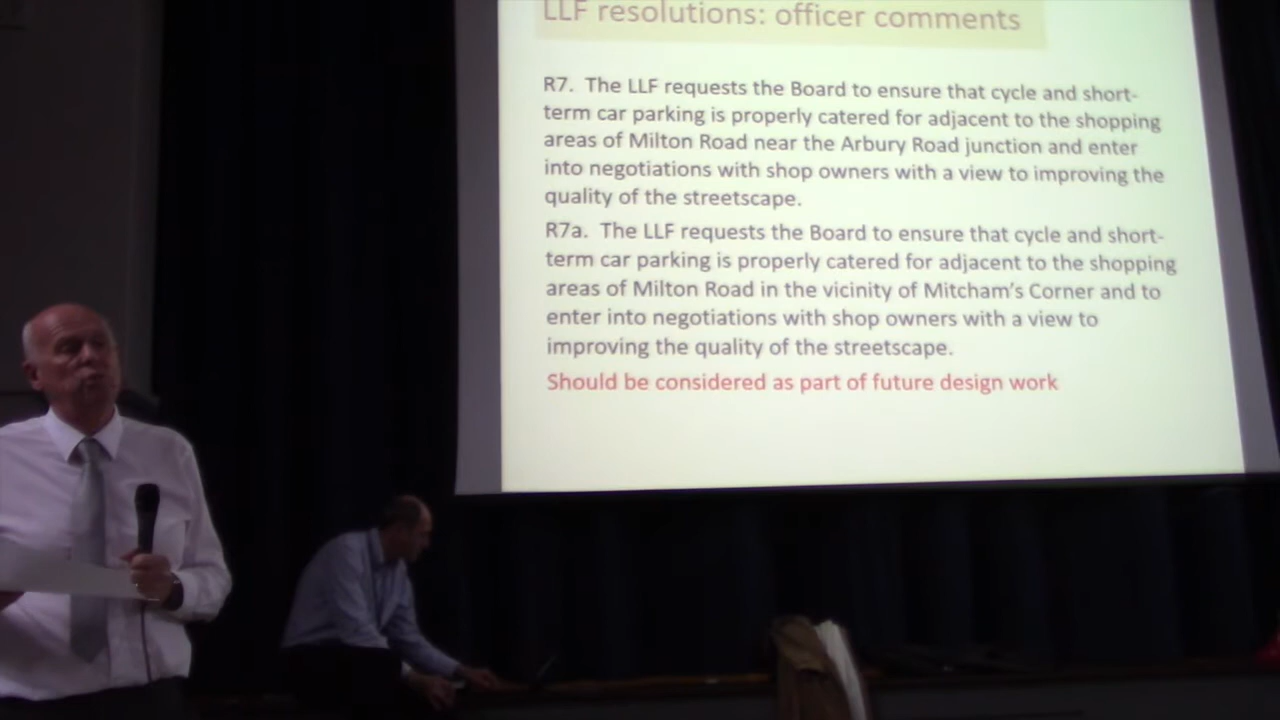 LLF resolutions: officer comments
R7. The LLF requests the Board to ensure that cycle and short-
term car parking is properly catered for adjacent to the shopping
areas of Milton Road near the Arbury Road junction and enter
into negotiations with shop owners with a view to improving the
quality of the streetscape.
R7a. The LLF requests the Board to ensure that cycle and short-
term car parking is properly catered for adjacent to the shopping
areas of Milton Road in the vicinity of Mitcham's Corner and to
enter into negotiations with shop owners with a view to
improving the quality of the streetscape.
Should be considered as part of future design work